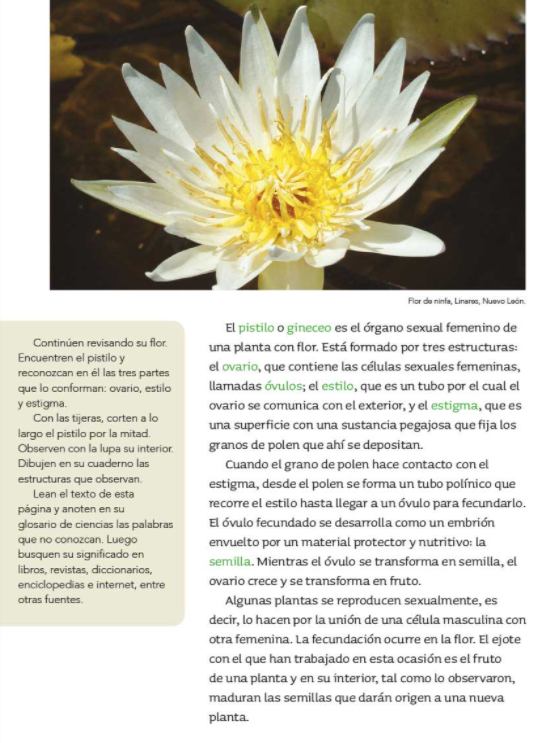 Flor de ninfa, Linares, Nuevo León.
Continúen revisando su flor.
Encuentren el pistilo y
reconozcan en él las tres partes
que lo conforman: ovario, estilo
y estigma.
Con las tijeras, corten a lo
largo el pistilo por la mitad.
Observen con la lupa su interior.
Dibujen en su cuaderno las
estructuras que observan.
Lean el texto de esta
página y anoten en su
glosario de ciencias las palabras
que no conozcan. Luego
busquen su significado en
libros, revistas, diccionarios,
enciclopedias e internet, entre
otras fuentes.
El pistilo o gineceo es el órgano sexual femenino de
una planta con flor. Está formado por tres estructuras:
el ovario, que contiene las células sexuales femeninas,
llamadas óvulos; el estilo, que es un tubo por el cual el
ovario se comunica con el exterior, y el estigma, que es
una superficie con una sustancia pegajosa que fija los
granos de polen que ahí se depositan.
Cuando el grano de polen hace contacto con el
estigma, desde el polen se forma un tubo polínico que
recorre el estilo hasta llegar a un óvulo para fecundarlo.
El óvulo fecundado se desarrolla como un embrión
envuelto por un material protector y nutritivo: la
semilla. Mientras el óvulo se transforma en semilla, el
ovario crece y se transforma en fruto.
Algunas plantas se reproducen sexualmente, es
decir, lo hacen por la unión de una célula masculina con
otra femenina. La fecundación ocurre en la flor. El ejote
con el que han trabajado en esta ocasión es el fruto
de una planta y en su interior, tal como lo observaron,
maduran las semillas que darán origen a una nueva
planta.